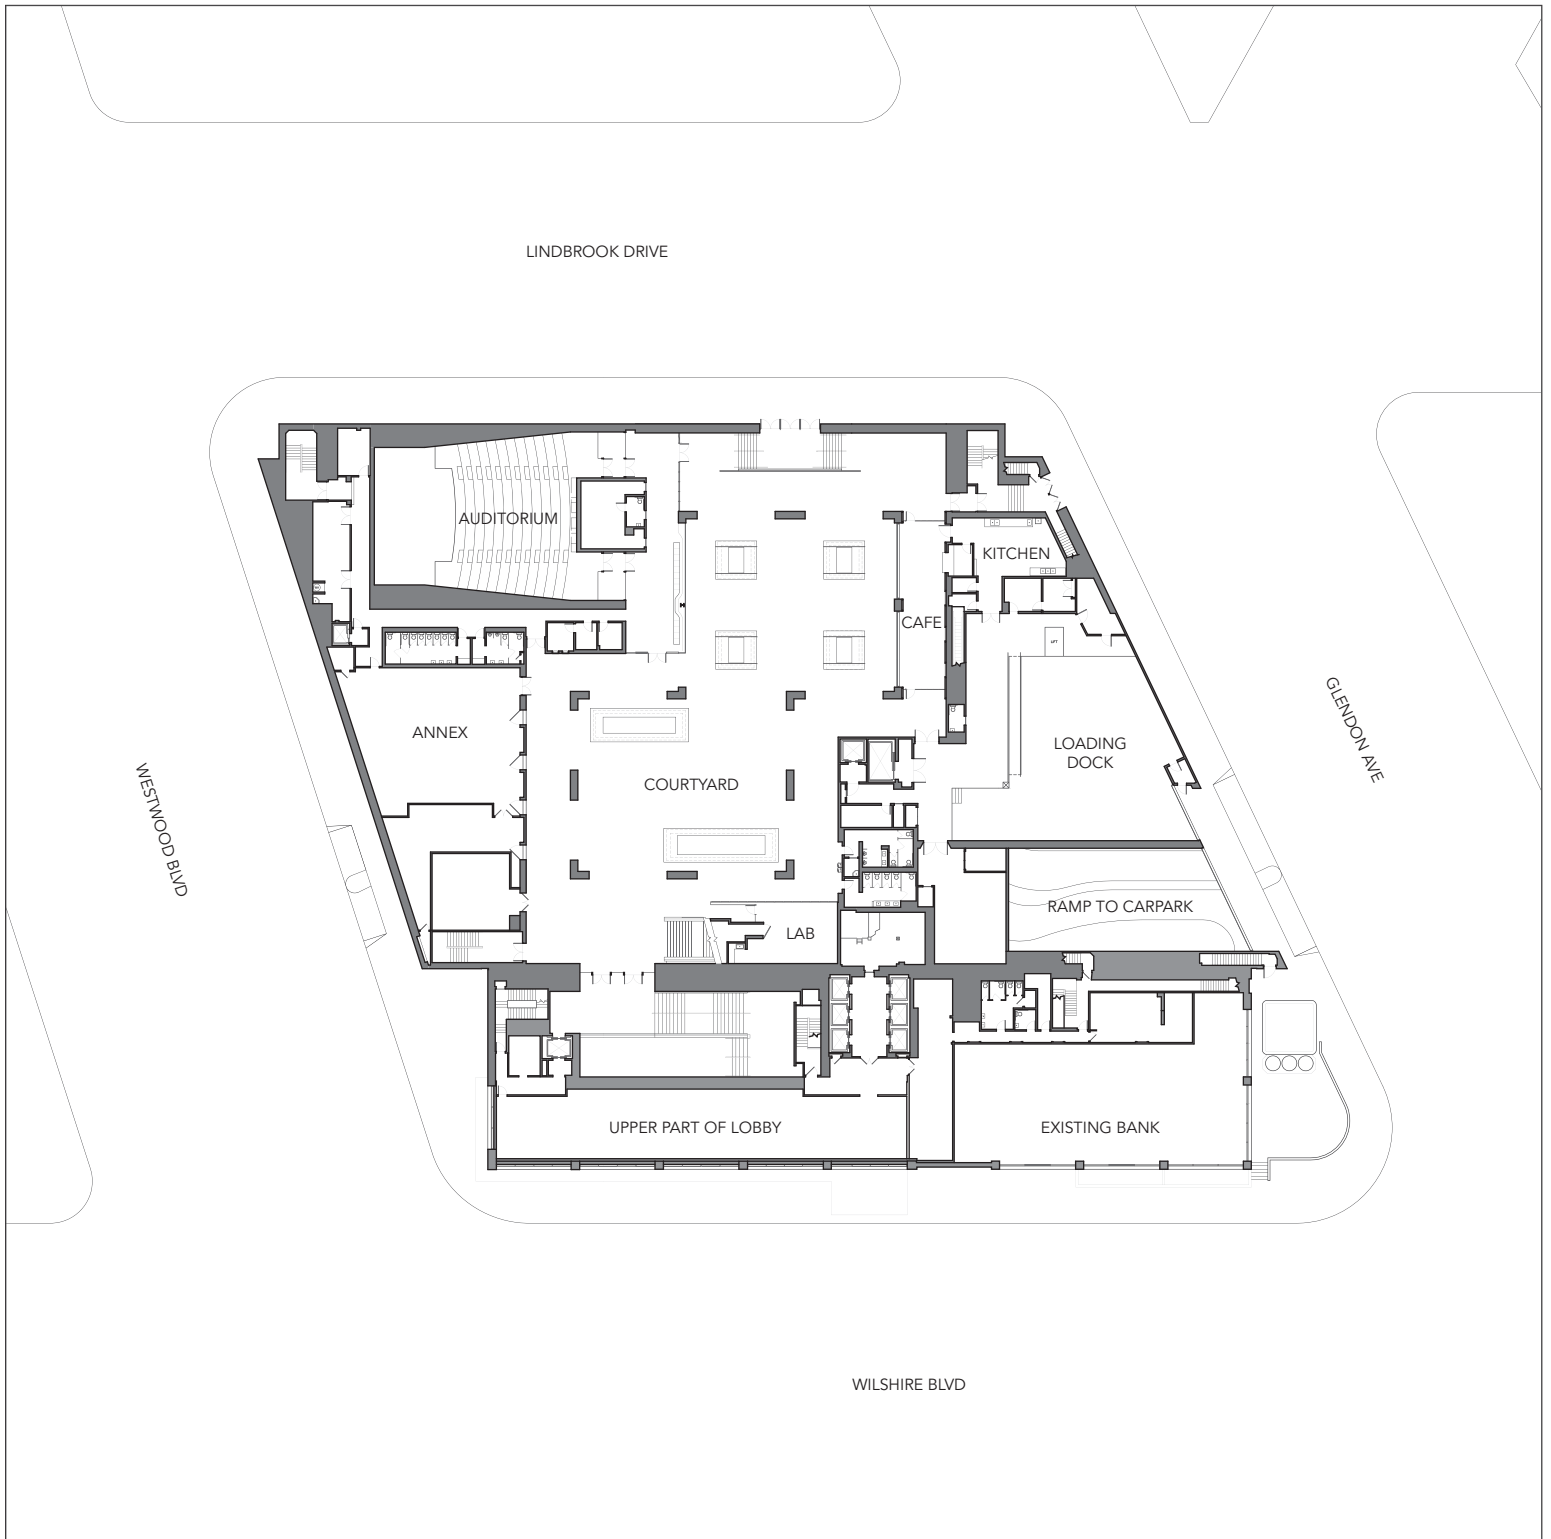 LINDBROOK DRIVE
AUDITORIUM
KITCHEN
CAFE
LIFT
ANNEX
LOADING
DOCK
GLENDON AVE
WESTWOOD BLVD
COURTYARD
RAMP TO CARPARK
LAB
UPPER PART OF LOBBY
EXISTING BANK
WILSHIRE BLVD